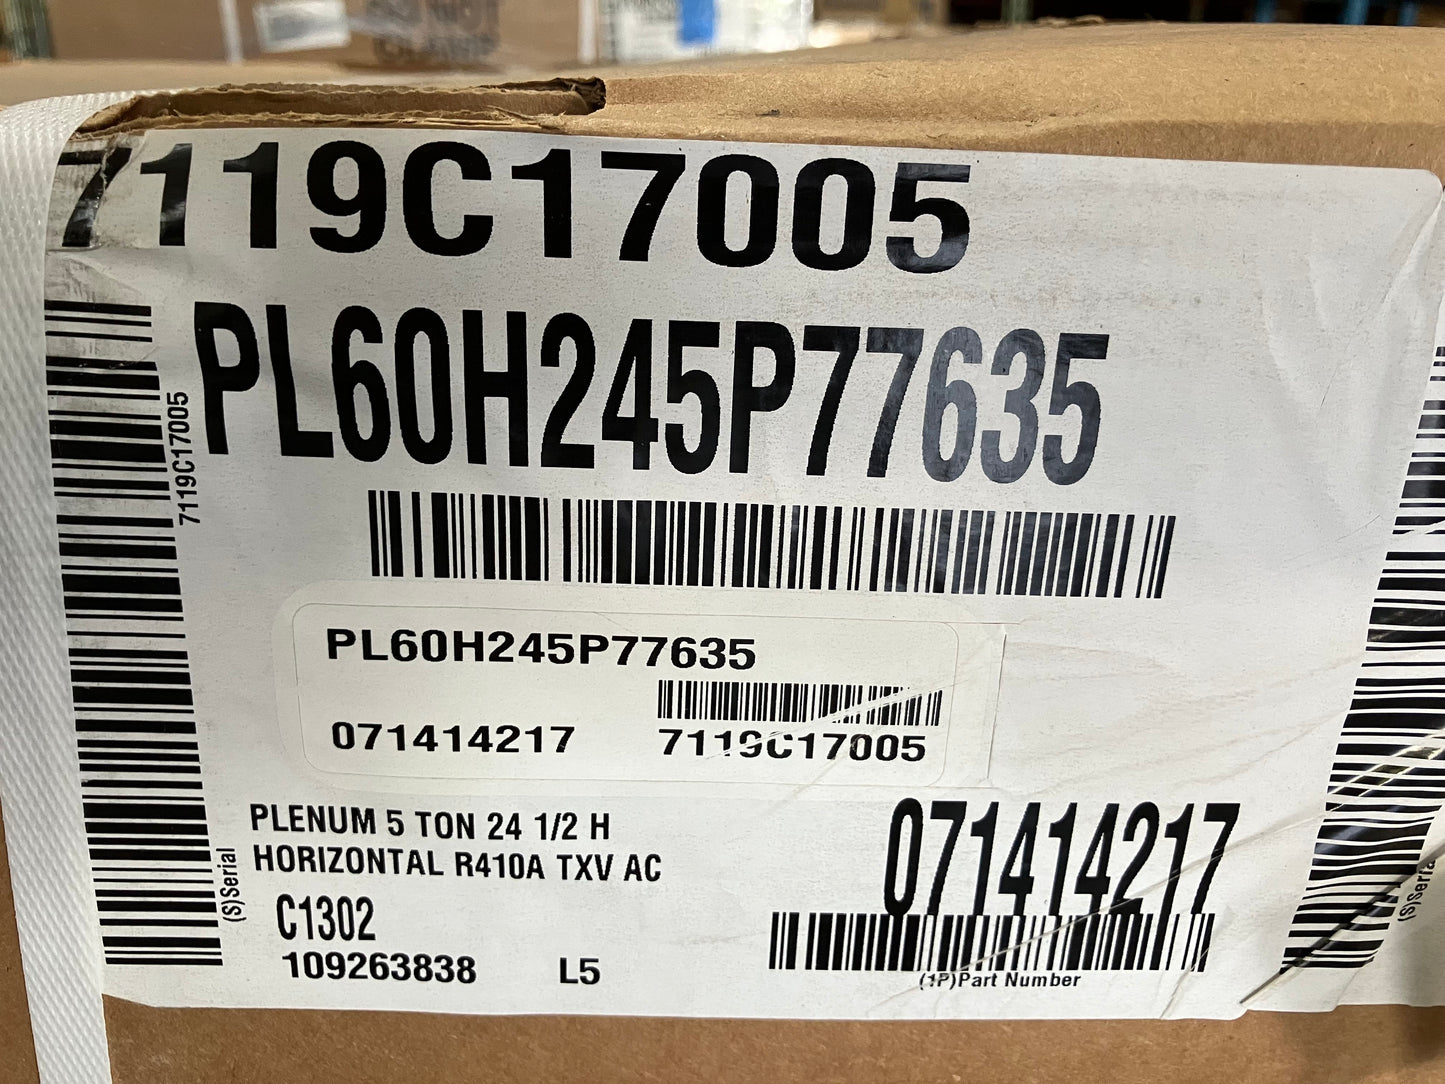 7119C17005
PL60H245P77635
7119C17005
PL60H245P77635
071414217
7119C17005
PLENUM 5 TON 24 1/2 H
HORIZONTAL R410A TXV AC
071414217
C1302
109263838 L5
(S)Serial
(1P)Part Number
(S)Serial